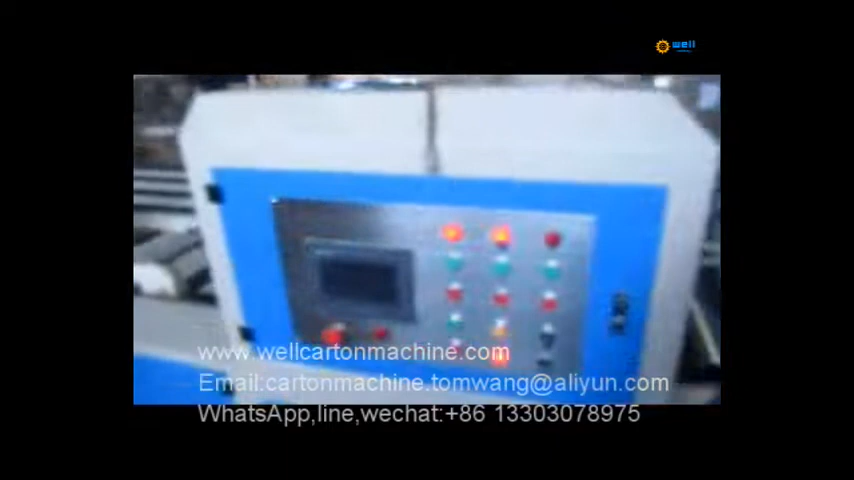 well
www.wellcartonmachine.com
Email:cartonmachine.tomwang@aliyun.com
WhatsApp,line,wechat:+86 13303078975